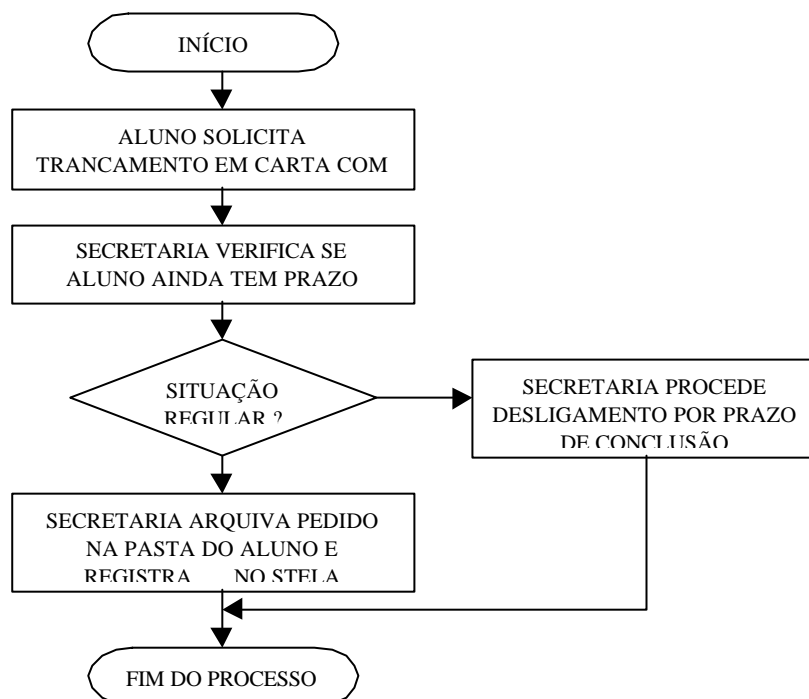 INÍCIO
ALUNO SOLICITA
TRANCAMENTO EM CARTA COM
SECRETARIA VERIFICA SE
ALUNO AINDA TEM PRAZO
SITUAÇÃO
REGULAR ?
SECRETARIA PROCEDE
DESLIGAMENTO POR PRAZO
DE CONCLUSÃO
SECRETARIA ARQUIVA PEDIDO
NA PASTA DO ALUNO E
REGISTRA NO STELA
FIM DO PROCESSO